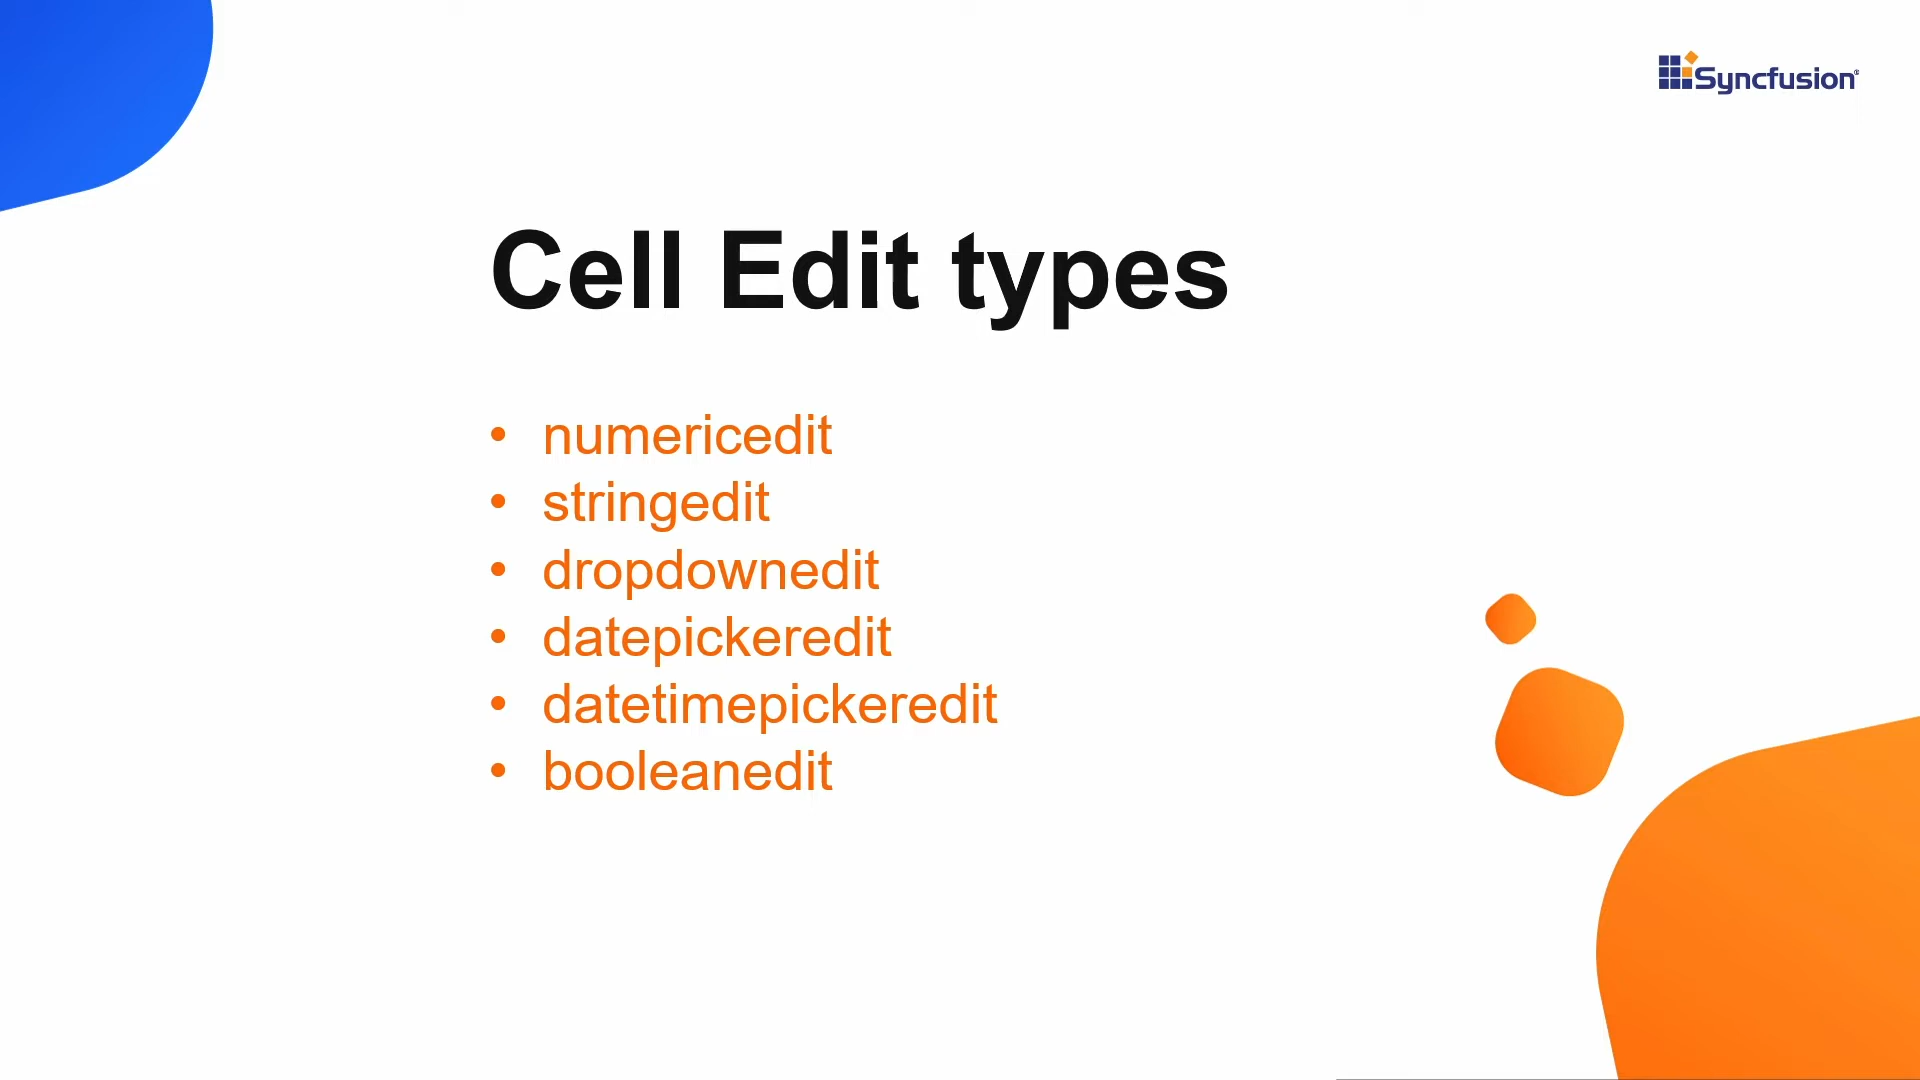 Syncfusion®
Cell Edit types
• numericedit
• stringedit
• dropdownedit
• datepickeredit
• datetimepickeredit
• booleanedit